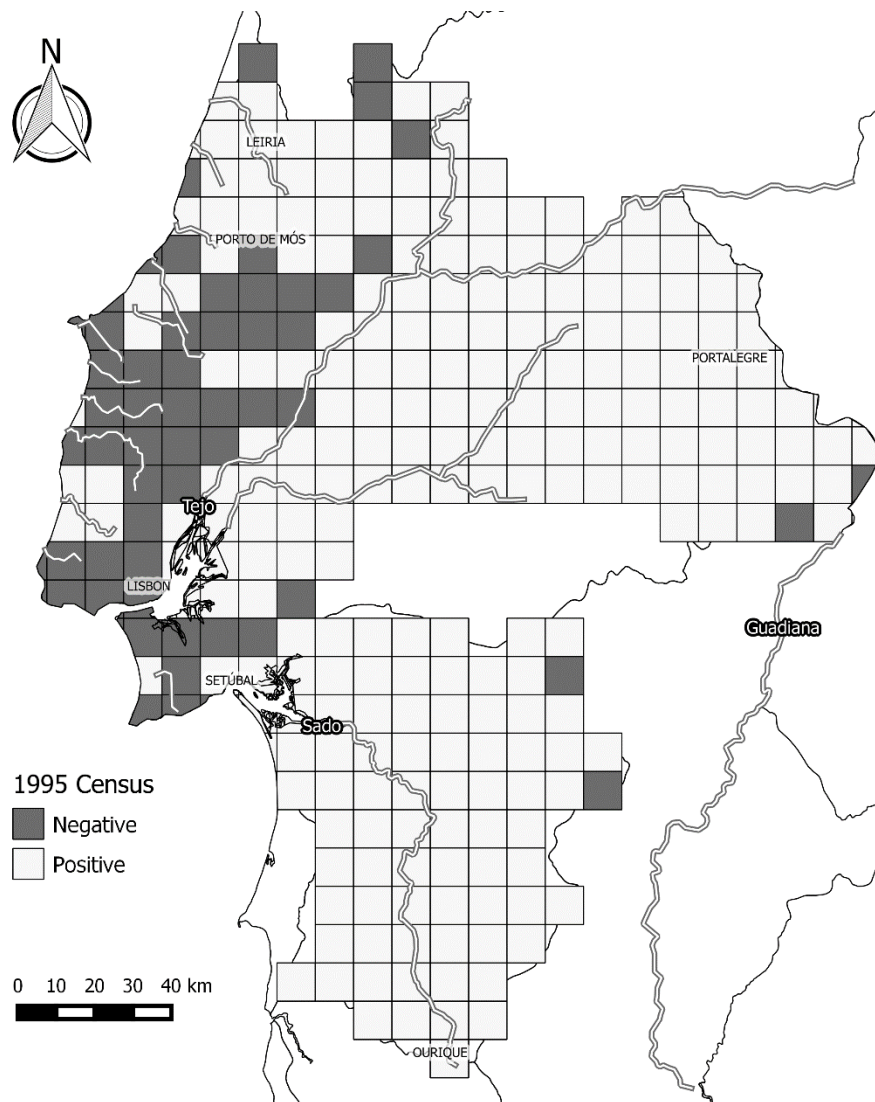 N
LEIRIA
PORTO DE MÓS
PORTALEGRE
Tejo
LISBON
Guadiana
SETÚBAL
Sado
1995 Census
Negative
Positive
0 10 20 30 40 km
OURIQUE